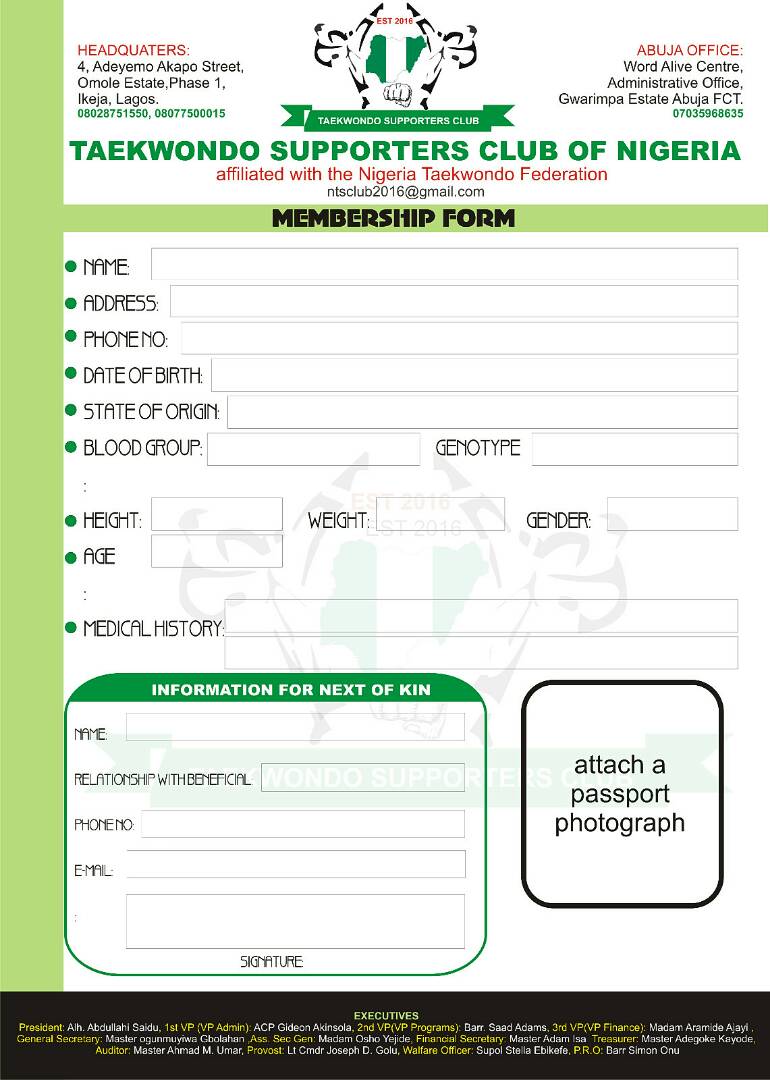 EST 2016
HEADQUATERS:
4, Adeyemo Akapo Street,
Omole Estate,Phase 1,
Ikeja, Lagos.
08028751550, 08077500015
TAEKWONDO SUPPORTERS CLUB
ABUJA OFFICE:
Word Alive Centre,
Administrative Office,
Gwarimpa Estate Abuja FCT.
07035968635
TAEKWONDO SUPPORTERS CLUB OF NIGERIA
affiliated with the Nigeria Taekwondo Federation
ntsclub2016@gmail.com
MEMBERSHIP FORM
NAME:
ADDRESS:
PHONE NO:
DATE OF BIRTH:
STATE OF ORIGIN:
BLOOD GROUP: GENOTYPE
:
EST 2016
HEIGHT: WEIGHT: GENDER:
EST 2016
AGE
:
MEDICAL HISTORY:
INFORMATION FOR NEXT OF KIN
NAME:
RELATIONSHIP WITH BENEFICIAL:
TAEKWONDO SUPPORTERS CLUB
PHONE NO:
E-MAIL:
:
SIGNATURE
attach a
passport
photograph
EXECUTIVES
President: Alh. Abdullahi Saidu, 1st VP (VP Admin): ACP Gideon Akinsola, 2nd VP(VP Programs): Barr. Saad Adams, 3rd VP(VP Finance): Madam Aramide Ajayi ,
General Secretary: Master ogunmuyiwa Gbolahan ,Ass. Sec Gen: Madam Osho Yejide, Financial Secretary: Master Adam Isa Treasurer: Master Adegoke Kayode,
Auditor: Master Ahmad M. Umar, Provost: Lt Cmdr Joseph D. Golu, Walfare Officer: Supol Stella Ebikefe, P.R.O: Barr Simon Onu